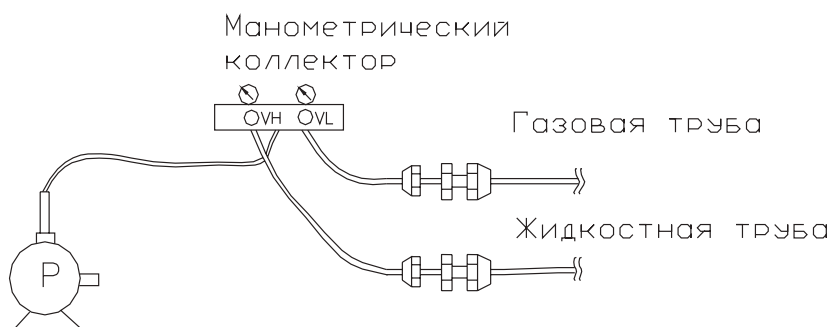 Манометрический
коллектор
VH VL
Газовая труба
Жидкостная труба
P